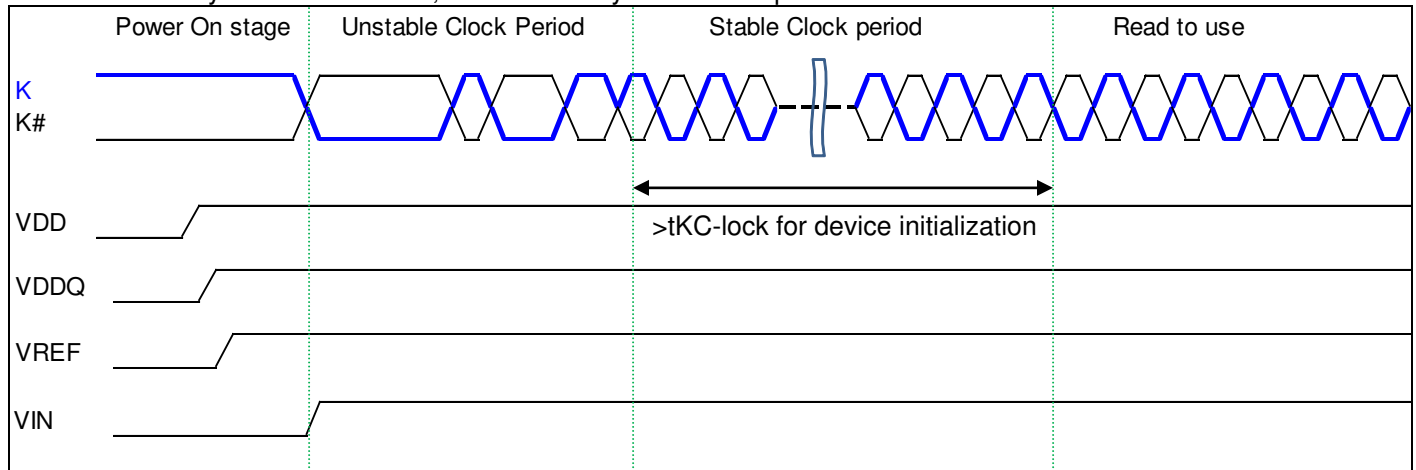 Power On stage Unstable Clock Period Stable Clock period Read to use
K
K#
>tKC-lock for device initialization
VDD
VDDQ
VREF
VIN